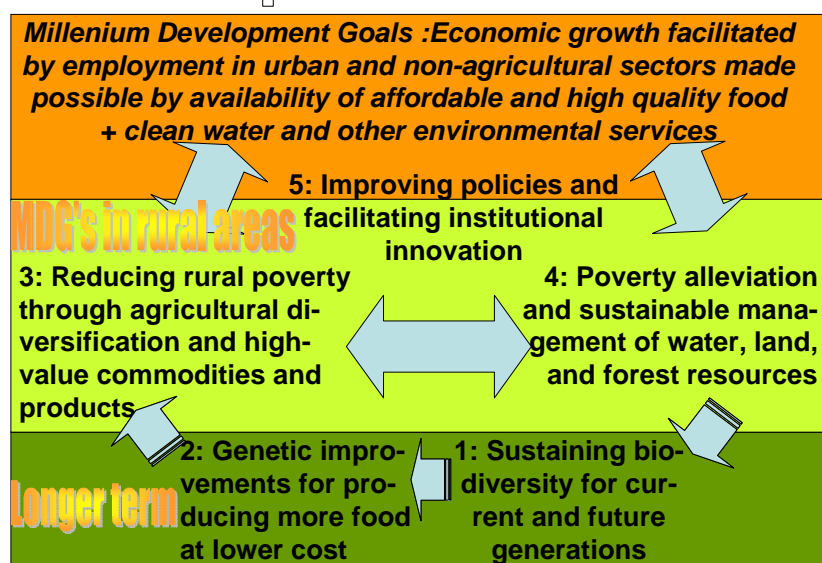 Millenium Development Goals :Economic growth facilitated
by employment in urban and non-agricultural sectors made
possible by availability of affordable and high quality food
+ clean water and other environmental services
5: Improving policies and
facilitating institutional
innovation
MDG's in rural areas
3: Reducing rural poverty
through agricultural di-
versification and high-
value commodities and
products
4: Poverty alleviation
and sustainable mana-
gement of water, land,
and forest resources
2: Genetic impro-
vements for pro-
ducing more food
at lower cost
1: Sustaining bio-
diversity for cur-
rent and future
generations
Longer term